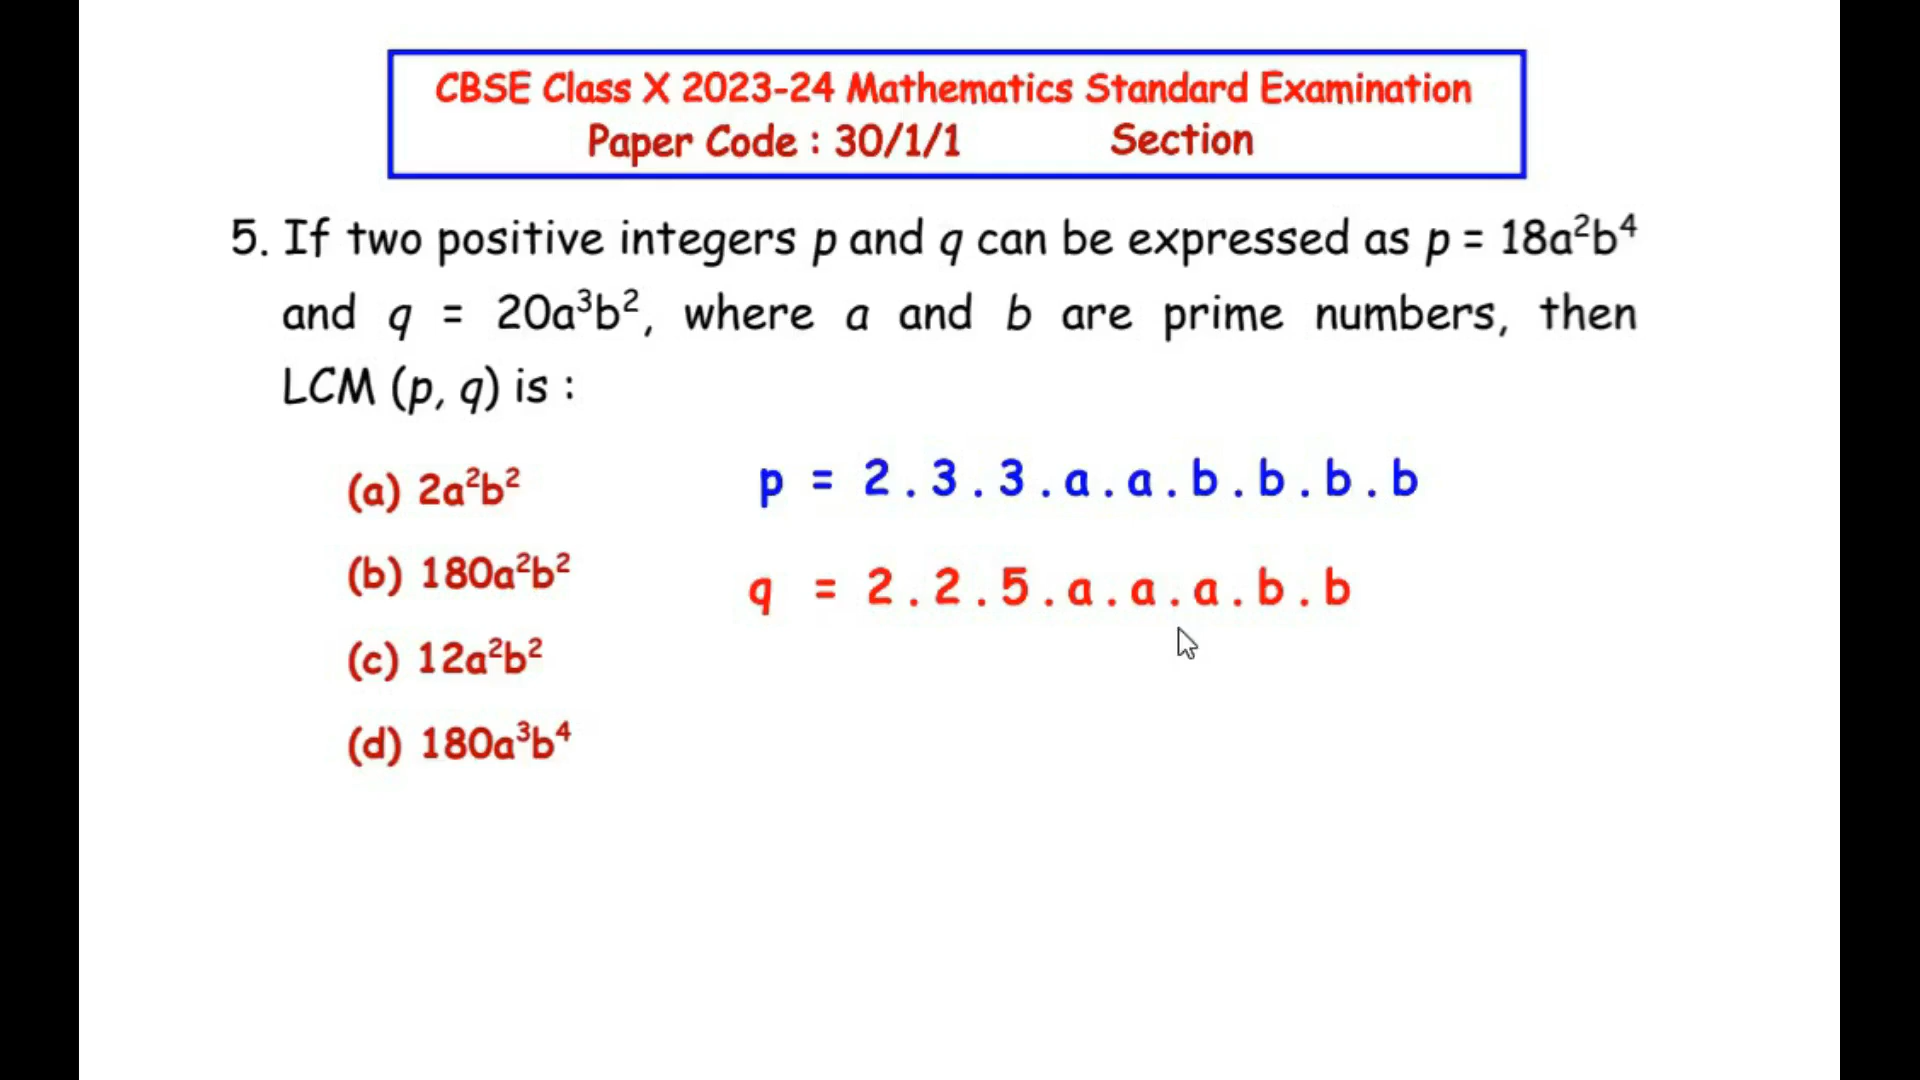 CBSE Class X 2023-24 Mathematics Standard Examination
Paper Code : 30/1/1 Section
5. If two positive integers p and q can be expressed as p = 18a²b⁴
and q = 20a³b², where a and b are prime numbers, then
LCM (p, q) is :
(a) 2a²b²
p = 2 . 3 . 3 . a . a . b . b . b . b
(b) 180a²b²
q = 2 . 2 . 5 . a . a . a . b . b
(c) 12a²b²
(d) 180a³b⁴